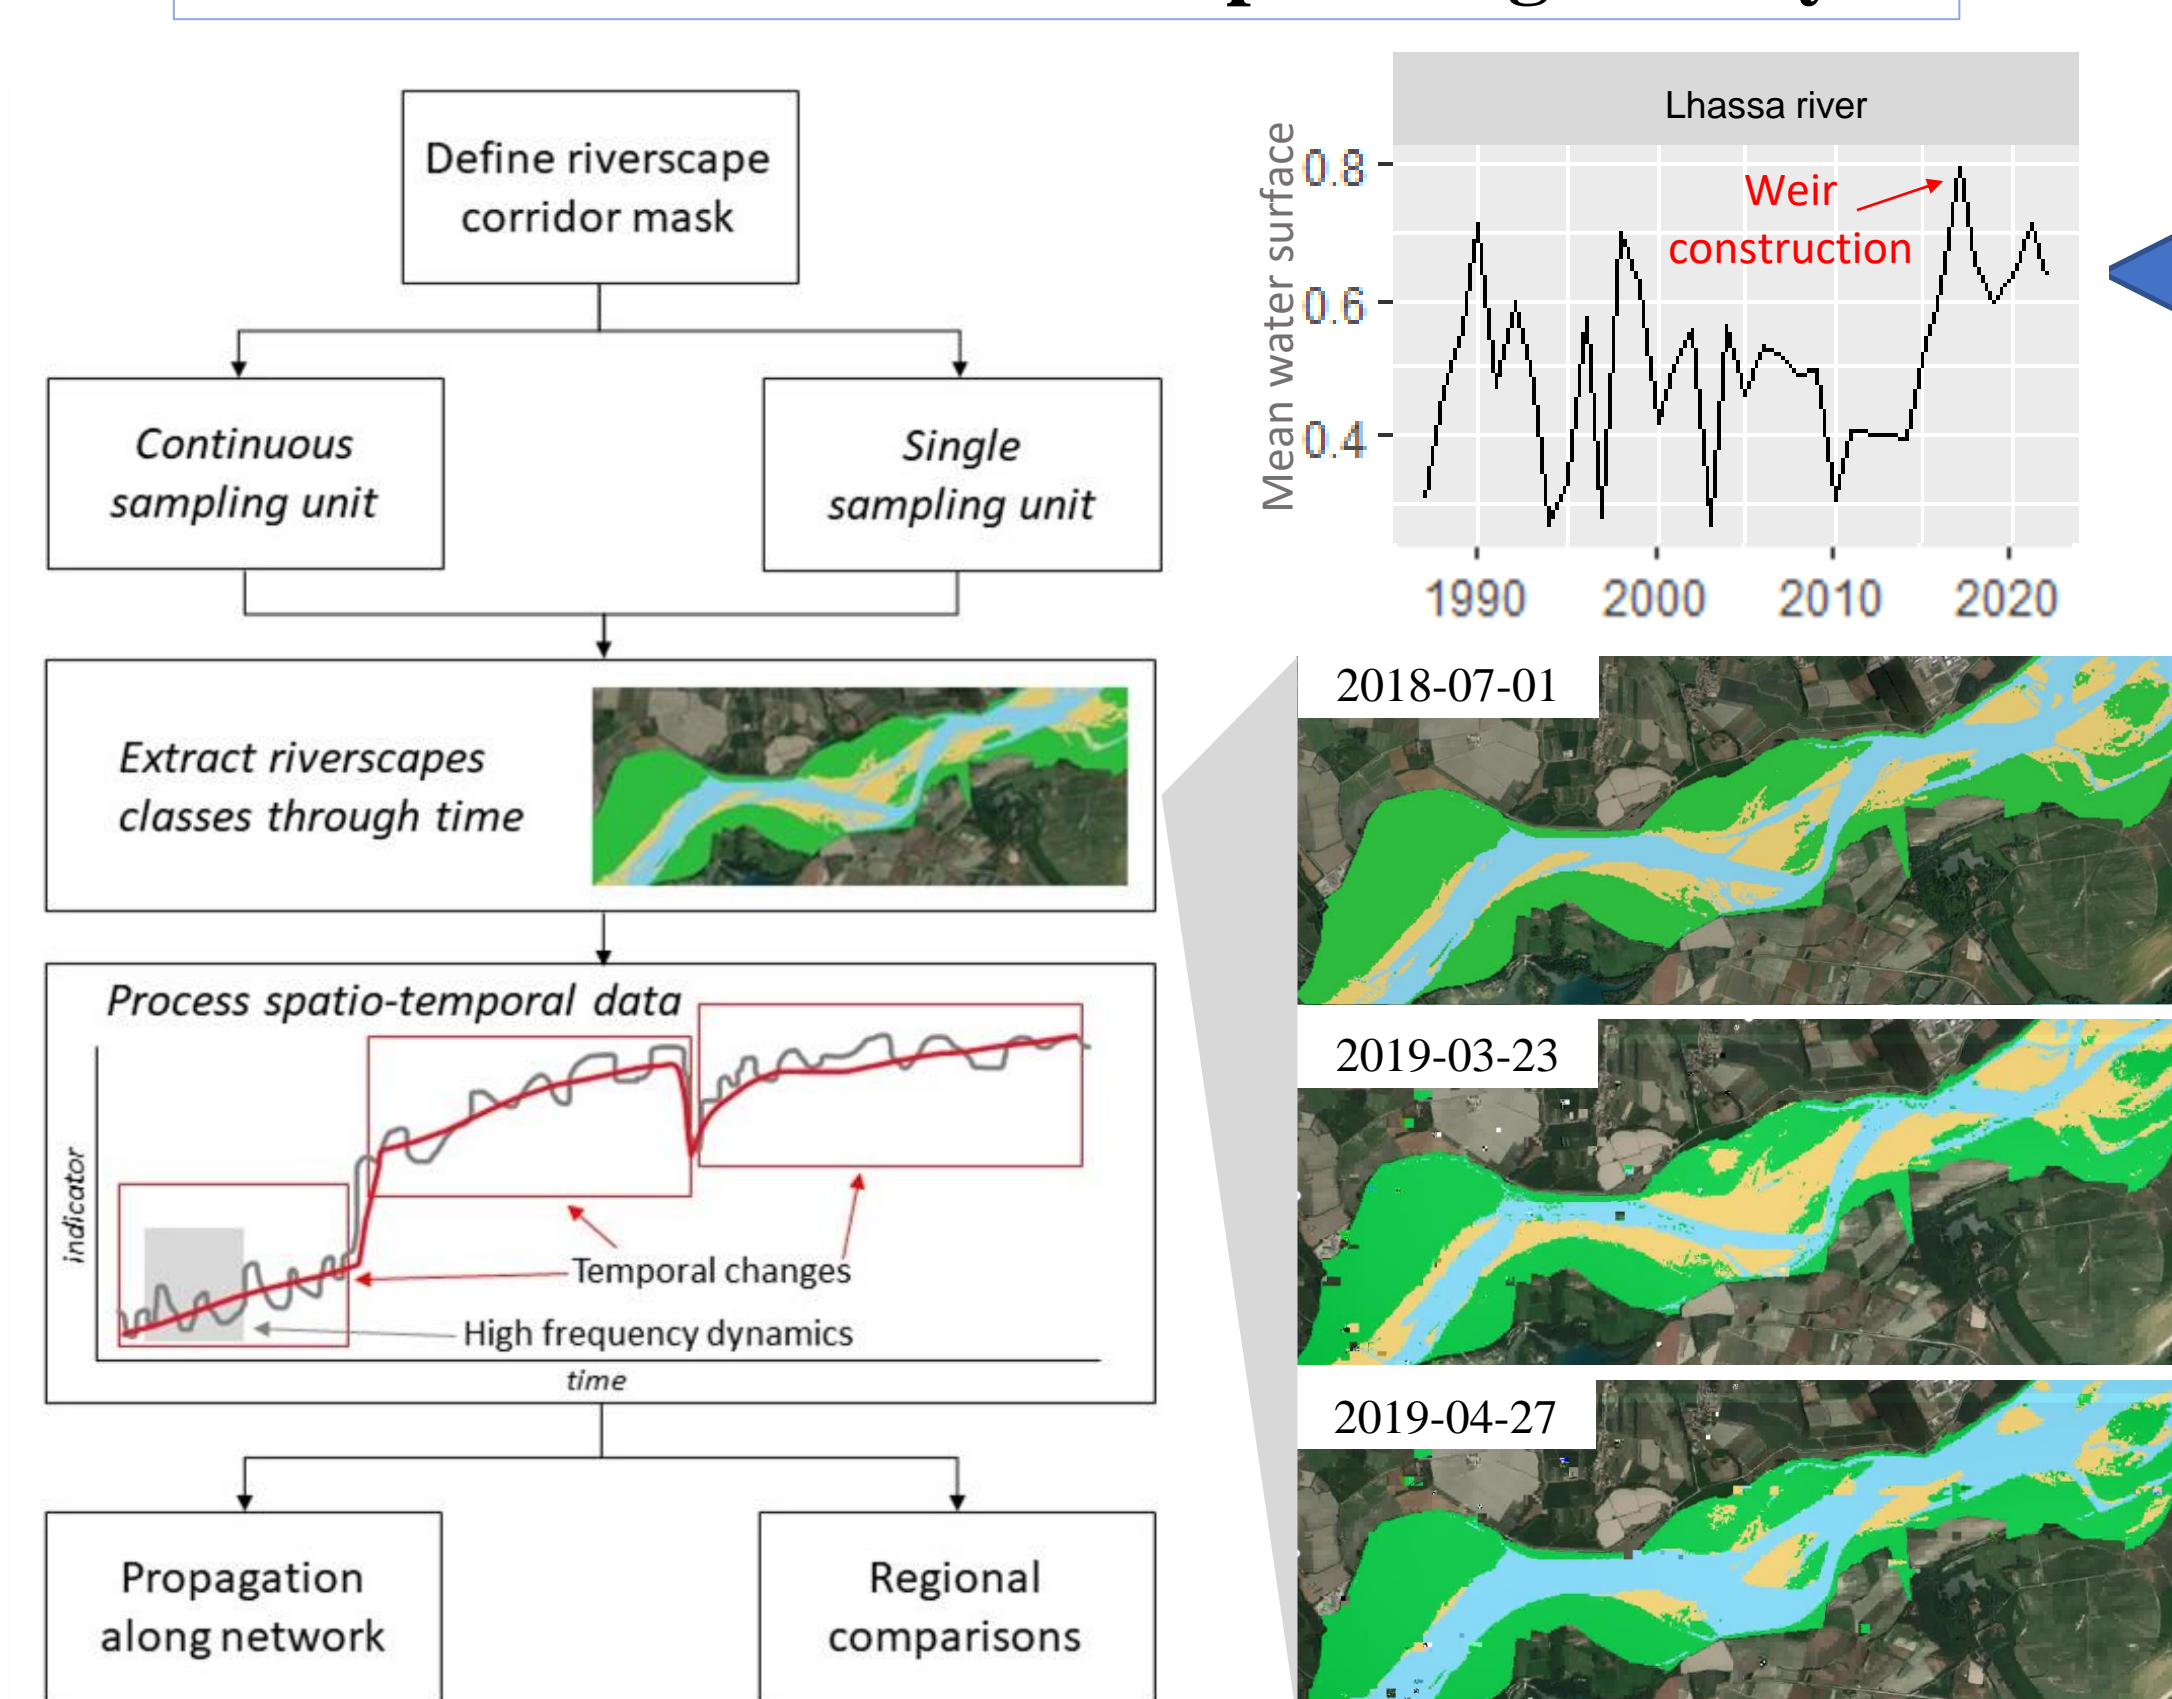 Define riverscape
corridor mask
Continuous
sampling unit
Single
sampling unit
Extract riverscapes
classes through time
Process spatio-temporal data
indicator
Temporal changes
High frequency dynamics
time
Propagation
along network
Regional
comparisons
Lhassa river
Mean water surface
0.8
0.6
0.4
Weir
construction
1990 2000 2010 2020
2018-07-01
2019-03-23
2019-04-27